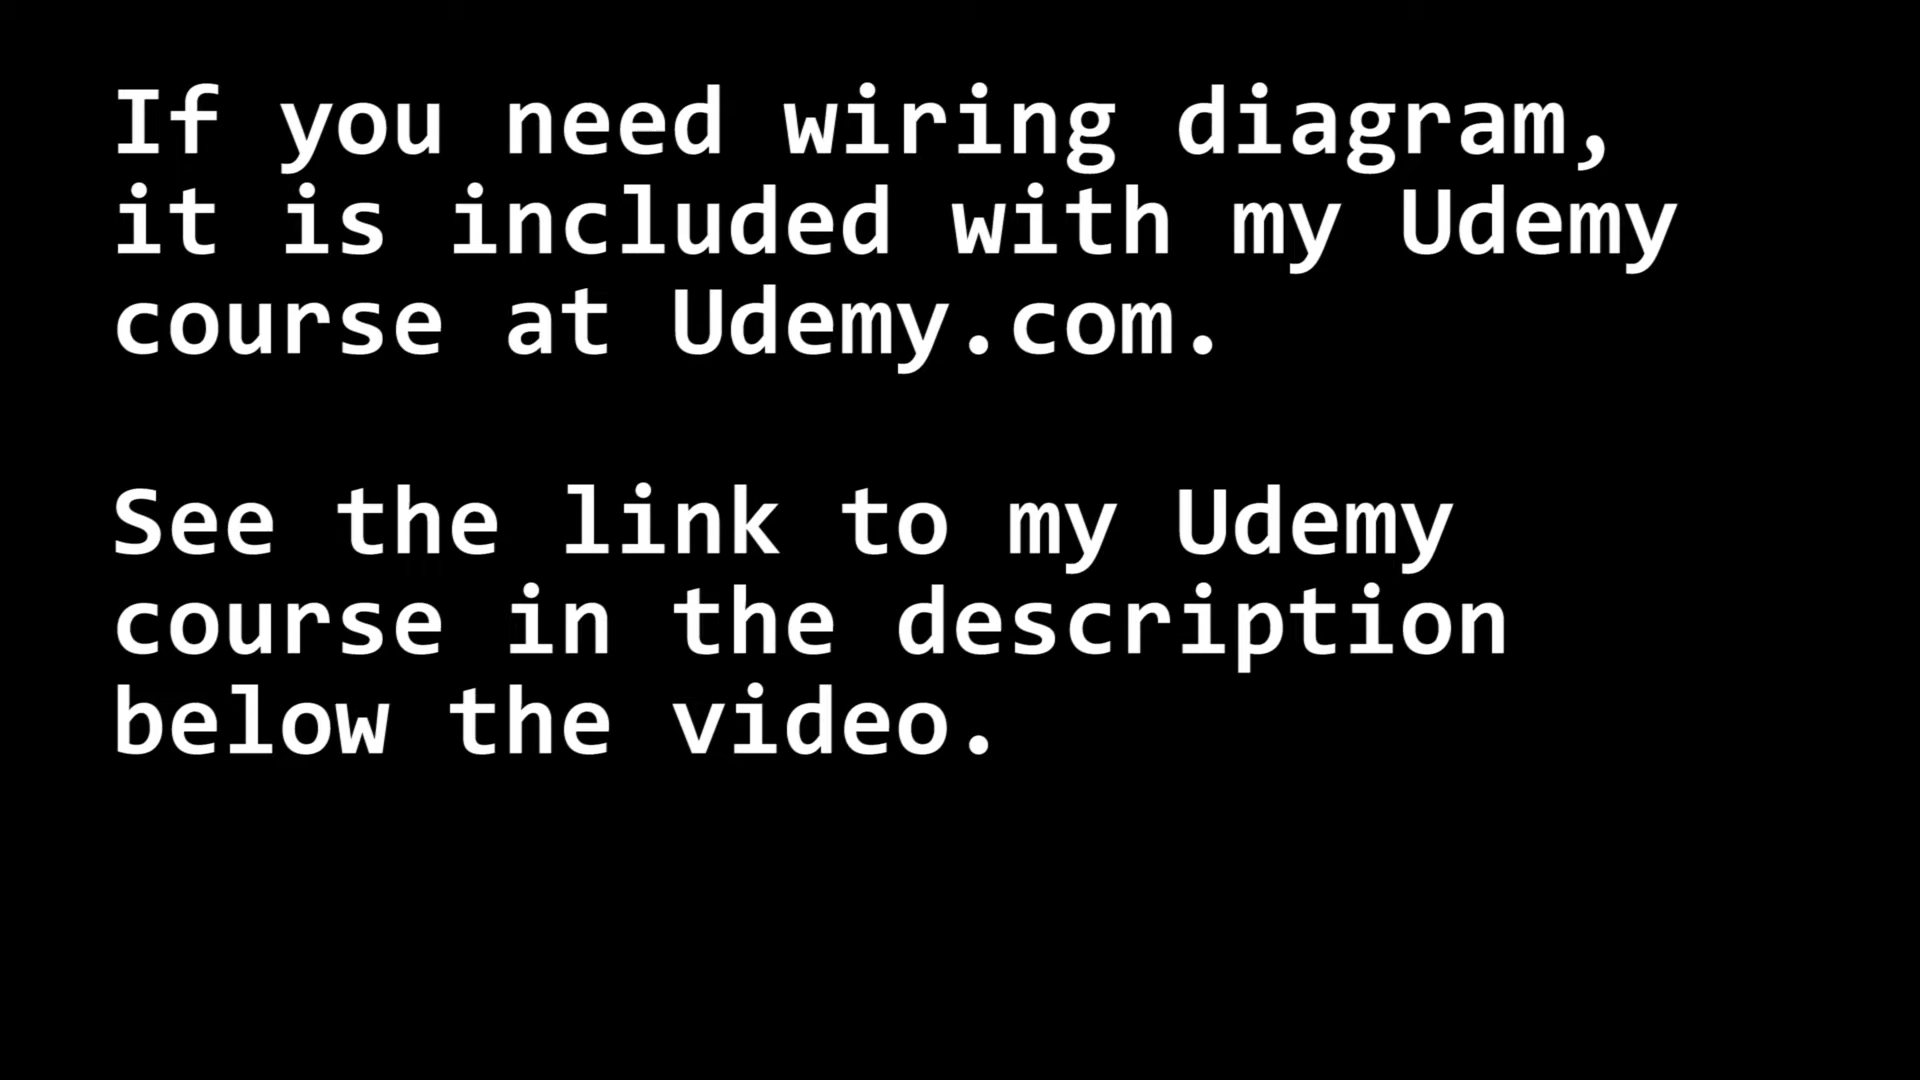 If you need wiring diagram,
it is included with my Udemy
course at Udemy.com.
See the link to my Udemy
course in the description
below the video.